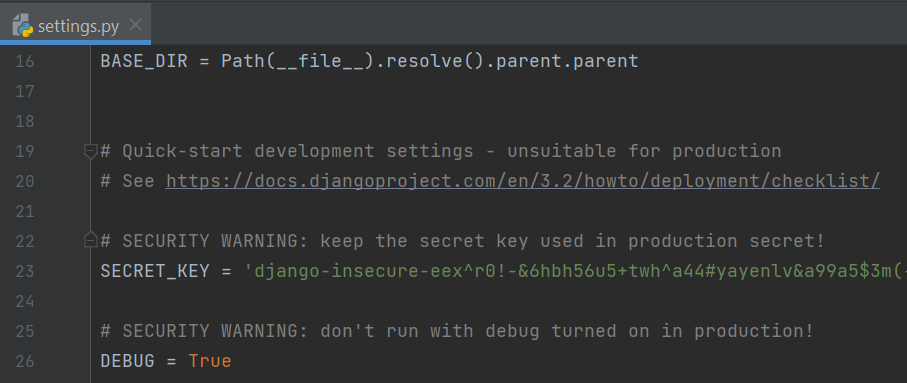 settings.py
16 BASE_DIR = Path(__file__).resolve().parent.parent
17
18
19 # Quick-start development settings - unsuitable for production
20 # See https://docs.djangoproject.com/en/3.2/howto/deployment/checklist/
21
22 # SECURITY WARNING: keep the secret key used in production secret!
23 SECRET_KEY = 'django-insecure-eex^r0!-&6hbh56u5+twh^a44#yayenlv&a99a5$3m(-
24
25 # SECURITY WARNING: don't run with debug turned on in production!
26 DEBUG = True